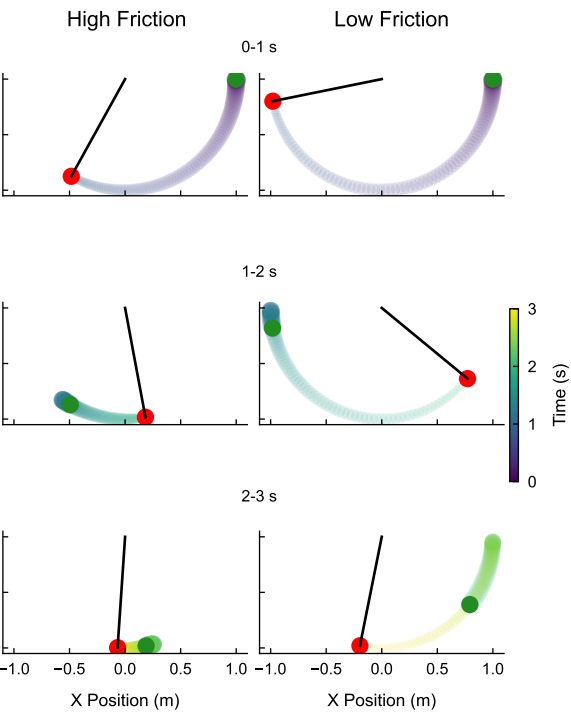 High Friction Low Friction
0-1 s
1-2 s
3
2
1
0
Time (s)
2-3 s
−1.0 −0.5 0.0 0.5 1.0 −1.0 −0.5 0.0 0.5 1.0
X Position (m) X Position (m)